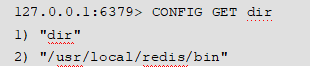 127.0.0.1:6379> CONFIG GET dir
1) "dir"
2) "/usr/local/redis/bin"